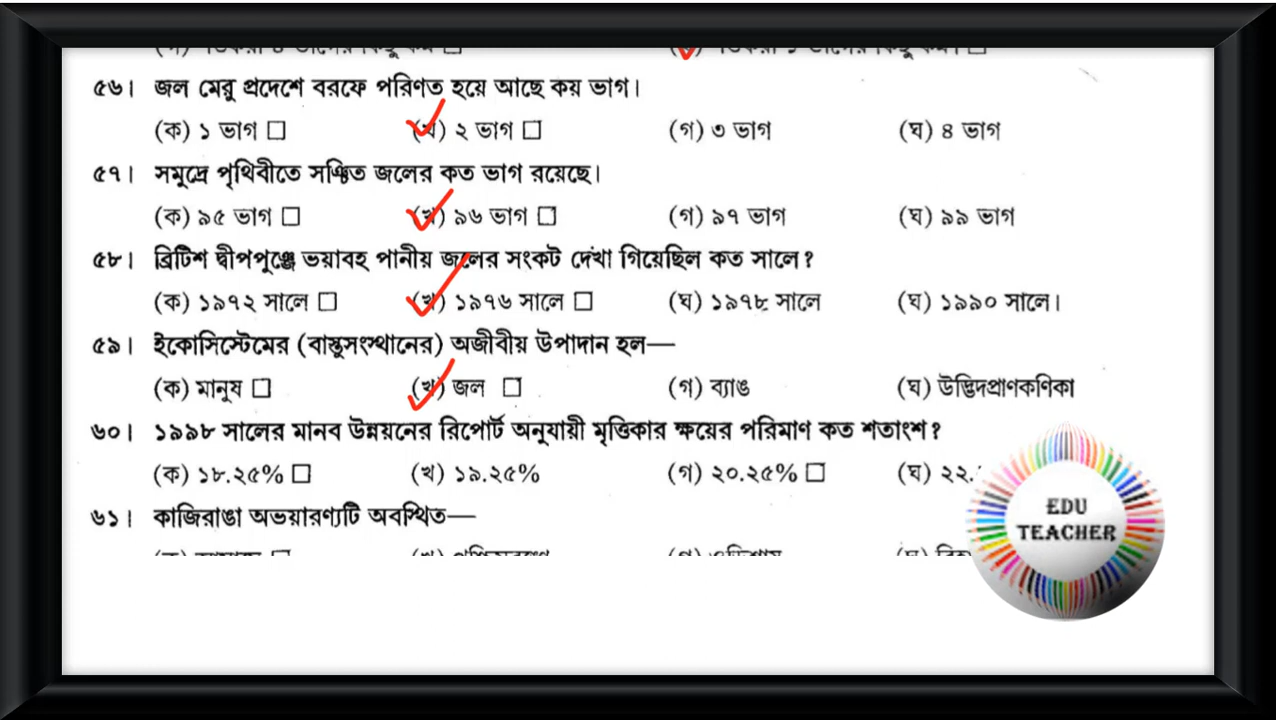 ৫৬। জল মেরু প্রদেশে বরফে পরিণত হয়ে আছে কয় ভাগ।
(ক) ১ ভাগ □ (খ) ২ ভাগ □ (গ) ৩ ভাগ (ঘ) ৪ ভাগ
৫৭। সমুদ্রে পৃথিবীতে সঞ্চিত জলের কত ভাগ রয়েছে।
(ক) ৯৫ ভাগ □ (খ) ৯৬ ভাগ □ (গ) ৯৭ ভাগ (ঘ) ৯৯ ভাগ
৫৮। ব্রিটিশ দ্বীপপুঞ্জে ভয়াবহ পানীয় জলের সংকট দেখা গিয়েছিল কত সালে?
(ক) ১৯৭২ সালে □ (খ) ১৯৭৬ সালে □ (ঘ) ১৯৭৮ সালে (ঘ) ১৯৯০ সালে।
৫৯। ইকোসিস্টেমের (বাস্তুসংস্থানের) অজীবীয় উপাদান হল—
(ক) মানুষ □ (খ) জল □ (গ) ব্যাঙ (ঘ) উদ্ভিদপ্রাণকণিকা
৬০। ১৯৯৮ সালের মানব উন্নয়নের রিপোর্ট অনুযায়ী মৃত্তিকার ক্ষয়ের পরিমাণ কত শতাংশ?
(ক) ১৮.২৫% □ (খ) ১৯.২৫% (গ) ২০.২৫% □ (ঘ) ২২.
৬১। কাজিরাঙা অভয়ারণ্যটি অবস্থিত—
EDU
TEACHER